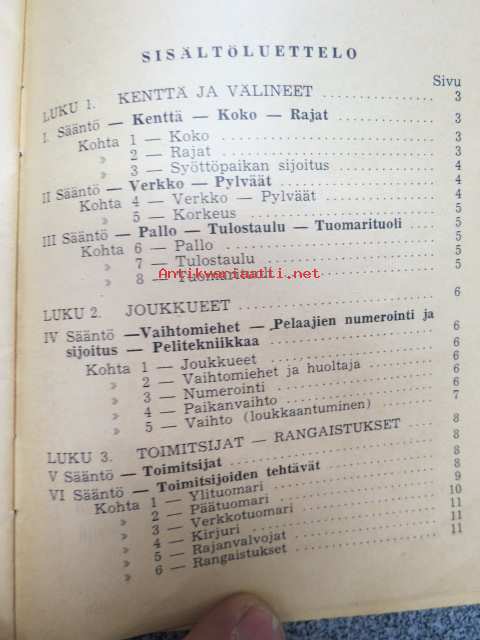 SISÄLTÖLUETTELO
Sivu
LUKU 1. KENTTÄ JA VÄLINEET 3
I Sääntö — Kenttä — Koko — Rajat 3
Kohta 1 — Koko 3
» 2 — Rajat 3
» 3 — Syöttöpaikan sijoitus 4
II Sääntö — Verkko — Pylväät 4
Kohta 4 — Verkko — Pylväät 4
» 5 — Korkeus 5
III Sääntö — Pallo — Tulostaulu — Tuomarituoli 5
Kohta 6 — Pallo 5
» 7 — Tulostaulu 5
» 8 — Tuomarituoli 5
Antikvariaatti.net
LUKU 2. JOUKKUEET 6
IV Sääntö —Vaihtomiehet — Pelaajien numerointi ja
sijoitus — Pelitekniikkaa 6
Kohta 1 — Joukkueet 6
» 2 — Vaihtomiehet ja huoltaja 6
» 3 — Numerointi 6
» 4 — Paikanvaihto 6
» 5 — Vaihto (loukkaantuminen) 7
LUKU 3. TOIMITSIJAT — RANGAISTUKSET 8
V Sääntö — Toimitsijat 8
VI Sääntö — Toimitsijoiden tehtävät 8
Kohta 1 — Ylituomari 8
» 2 — Päätuomari 9
» 3 — Verkkotuomari 10
» 4 — Kirjuri 11
» 5 — Rajanvalvojat 11
» 6 — Rangaistukset 11